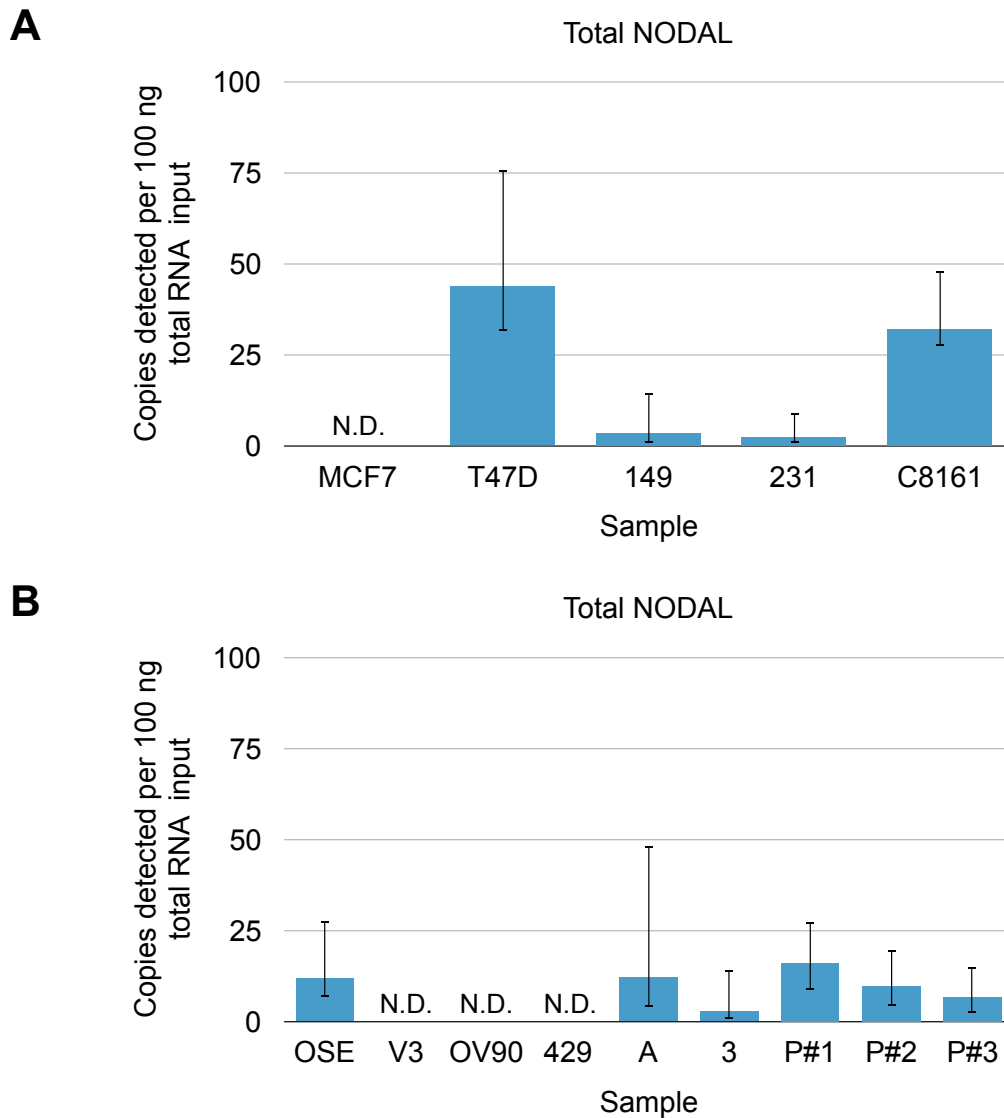 A
Total NODAL
Copies detected per 100 ng
total RNA input
100
75
50
25
0
N.D.
MCF7 T47D 149 231 C8161
Sample
B
Total NODAL
Copies detected per 100 ng
total RNA input
100
75
50
25
0
N.D. N.D. N.D.
OSE V3 OV90 429 A 3 P#1 P#2 P#3
Sample